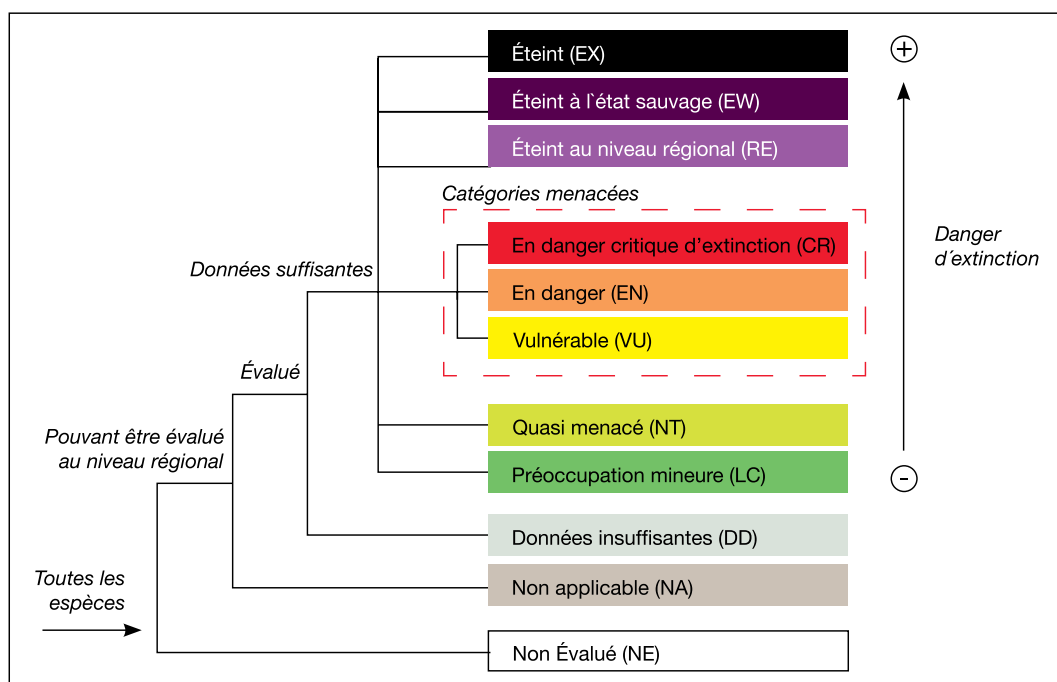 Éteint (EX)
Éteint à l`état sauvage (EW)
Éteint au niveau régional (RE)
Catégories menacées
En danger critique d’extinction (CR)
En danger (EN)
Vulnérable (VU)
Données suffisantes
Danger
d´extinction
+
-
Évalué
Quasi menacé (NT)
Préoccupation mineure (LC)
Pouvant être évalué
au niveau régional
Données insuffisantes (DD)
Non applicable (NA)
Toutes les
espèces
Non Évalué (NE)